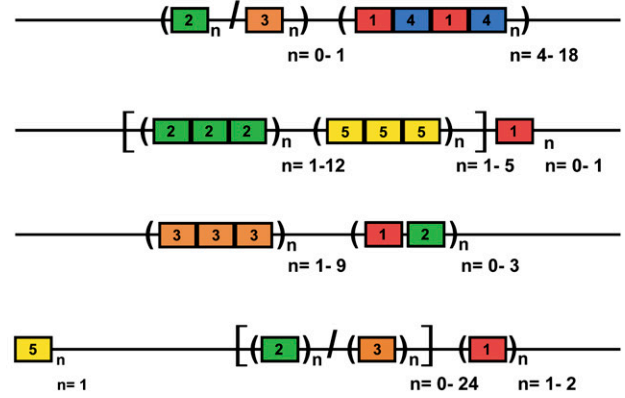 ( 2 n / 3 n ) ( 1 4 1 4 ) n
n= 0- 1 n= 4- 18
[ ( 2 2 2 ) n ( 5 5 5 ) n ] 1 n
n= 1-12 n= 1- 5 n= 0- 1
( 3 3 3 ) n ( 1 2 ) n
n= 1- 9 n= 0- 3
5 n [ ( 2 ) n / ( 3 ) n ] ( 1 ) n
n= 1 n= 0- 24 n= 1- 2